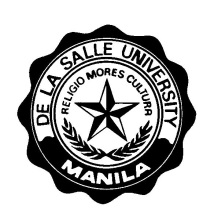 DE LA SALLE UNIVERSITY
RELIGIO MORES CULTURA
MANILA